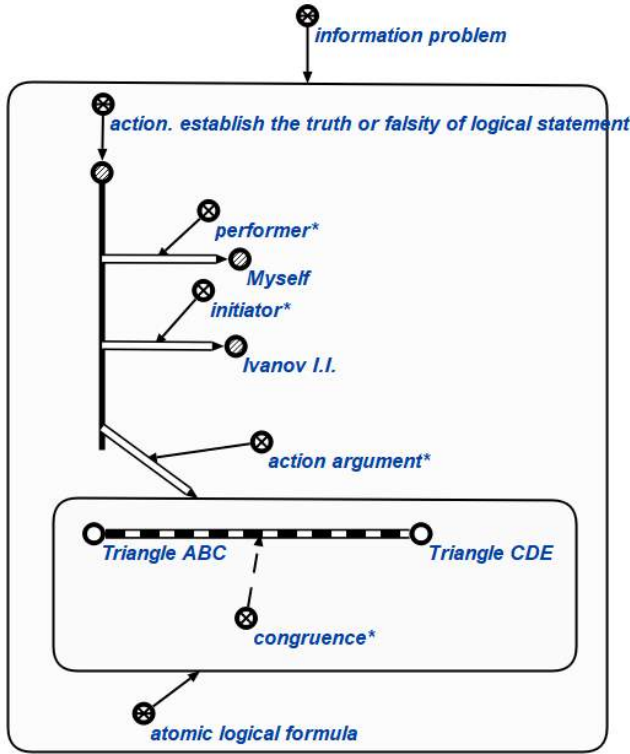 information problem
action. establish the truth or falsity of logical statement
performer*
Myself
initiator*
Ivanov I.I.
action argument*
Triangle ABC
Triangle CDE
congruence*
atomic logical formula